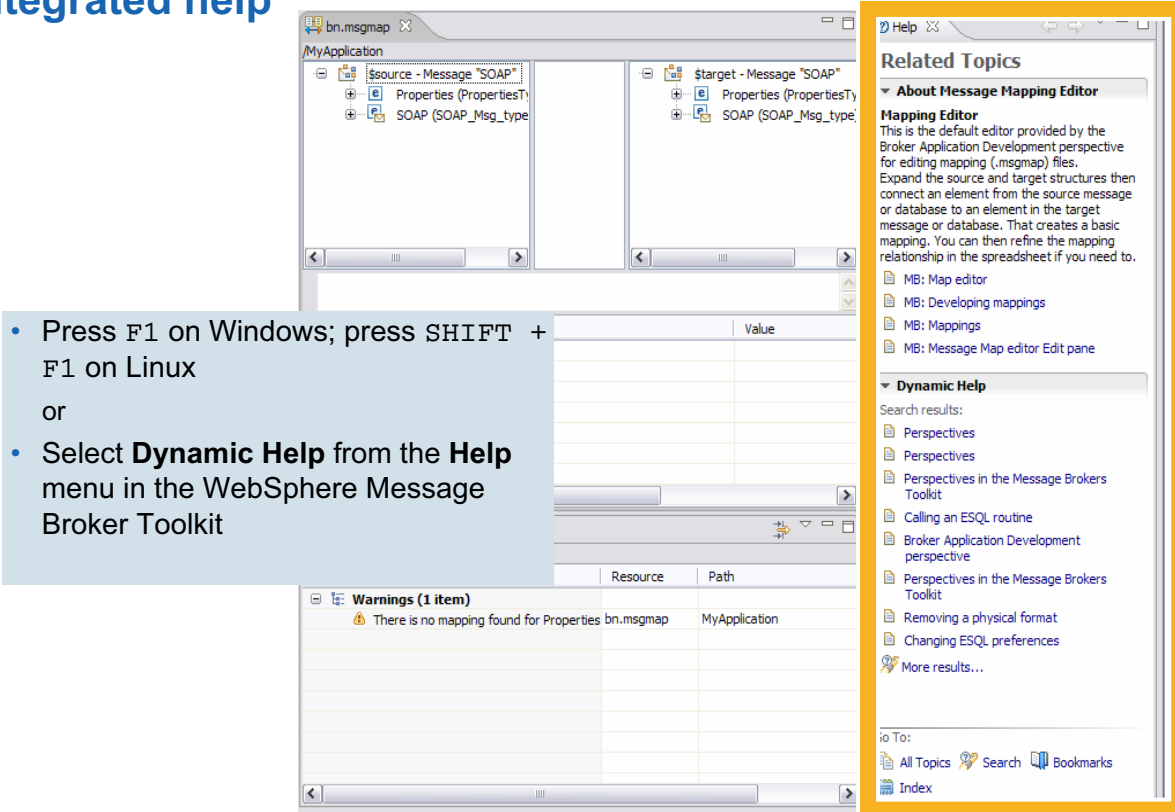 tegrated help
bn.msgmap
/MyApplication
$source - Message "SOAP"
Properties (PropertiesTy
SOAP (SOAP_Msg_type
$target - Message "SOAP"
Properties (PropertiesTy
SOAP (SOAP_Msg_type)
Value
• Press F1 on Windows; press SHIFT +
F1 on Linux
or
• Select Dynamic Help from the Help
menu in the WebSphere Message
Broker Toolkit
Resource Path
Warnings (1 item)
There is no mapping found for Properties bn.msgmap MyApplication
Help
Related Topics
About Message Mapping Editor
Mapping Editor
This is the default editor provided by the
Broker Application Development perspective
for editing mapping (.msgmap) files.
Expand the source and target structures then
connect an element from the source message
or database to an element in the target
message or database. That creates a basic
mapping. You can then refine the mapping
relationship in the spreadsheet if you need to.
MB: Map editor
MB: Developing mappings
MB: Mappings
MB: Message Map editor Edit pane
Dynamic Help
Search results:
Perspectives
Perspectives
Perspectives in the Message Brokers
Toolkit
Calling an ESQL routine
Broker Application Development
perspective
Perspectives in the Message Brokers
Toolkit
Removing a physical format
Changing ESQL preferences
More results...
Go To:
All Topics Search Bookmarks
Index